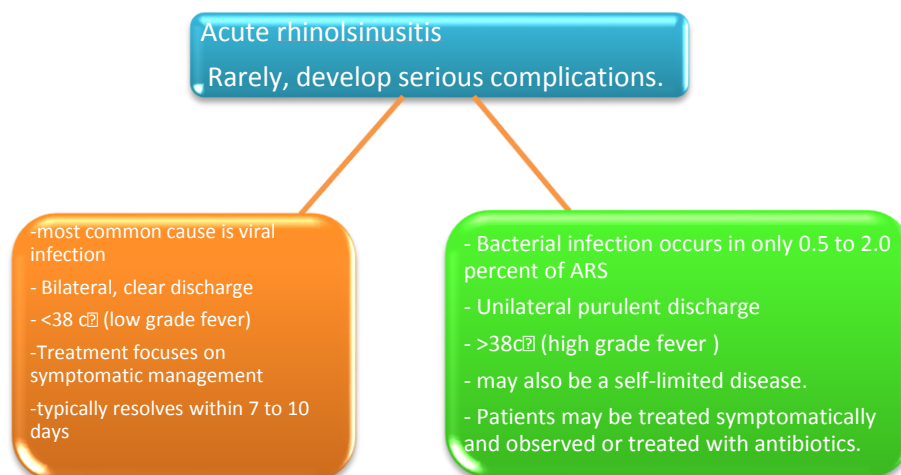 Acute rhinolsinusitis
Rarely, develop serious complications.
-most common cause is viral
infection
- Bilateral, clear discharge
- <38 c⍰ (low grade fever)
-Treatment focuses on
symptomatic management
-typically resolves within 7 to 10
days
- Bacterial infection occurs in only 0.5 to 2.0
percent of ARS
- Unilateral purulent discharge
- >38c⍰ (high grade fever )
- may also be a self-limited disease.
- Patients may be treated symptomatically
and observed or treated with antibiotics.